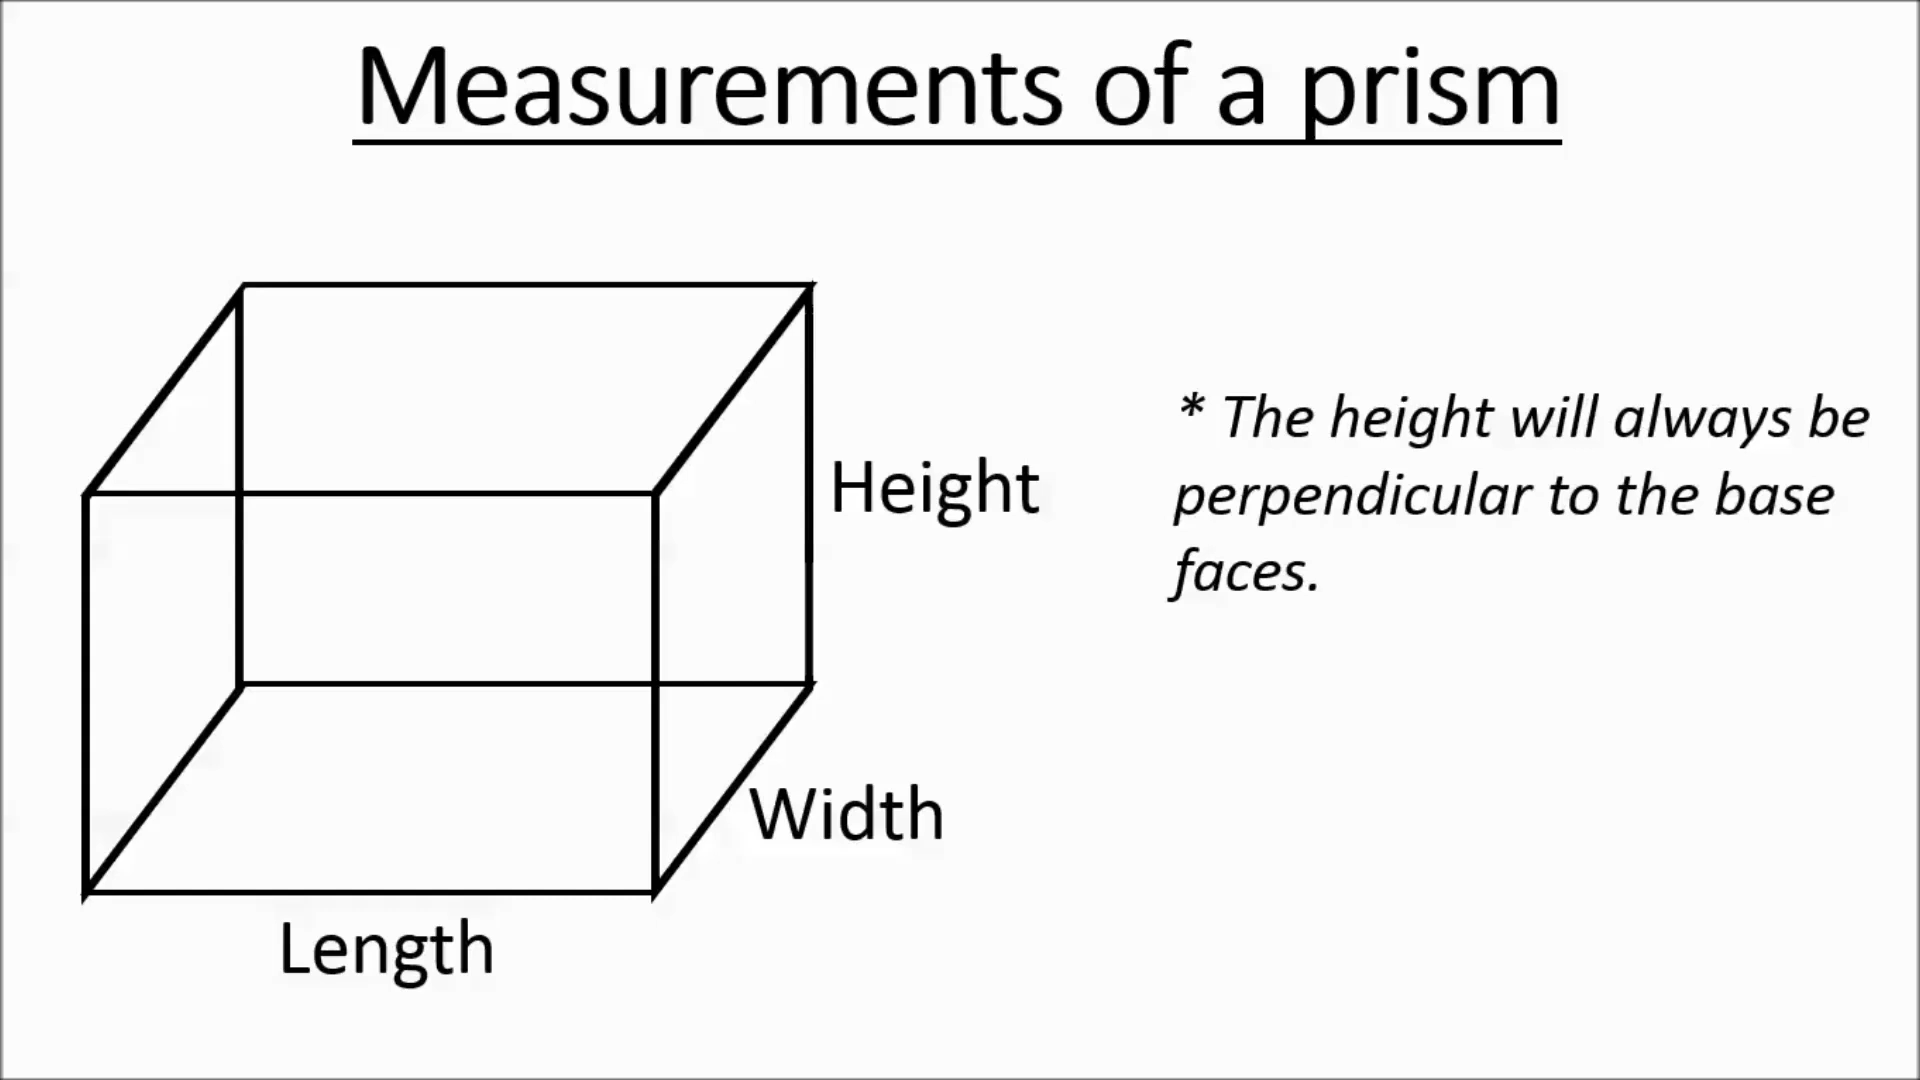 Measurements of a prism
Height
* The height will always be
perpendicular to the base
faces.
Width
Length